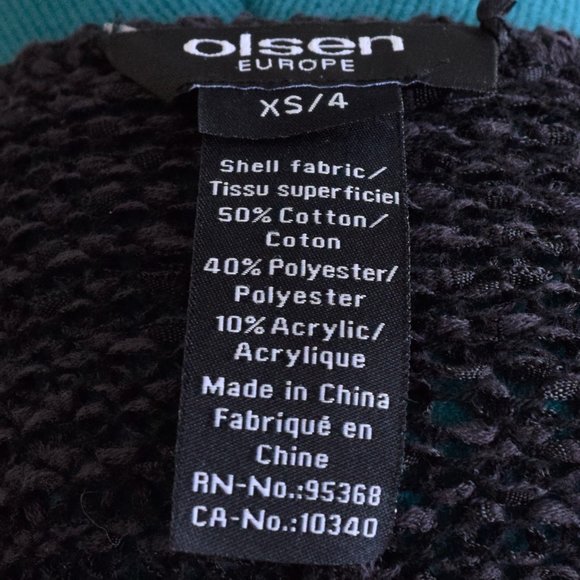 olsen
EUROPE
XS/4
Shell fabric/
Tissu superficiel
50% Cotton/
Coton
40% Polyester/
Polyester
10% Acrylic/
Acrylique
Made in China
Fabriqué en
Chine
RN-No.:95368
CA-No.:10340